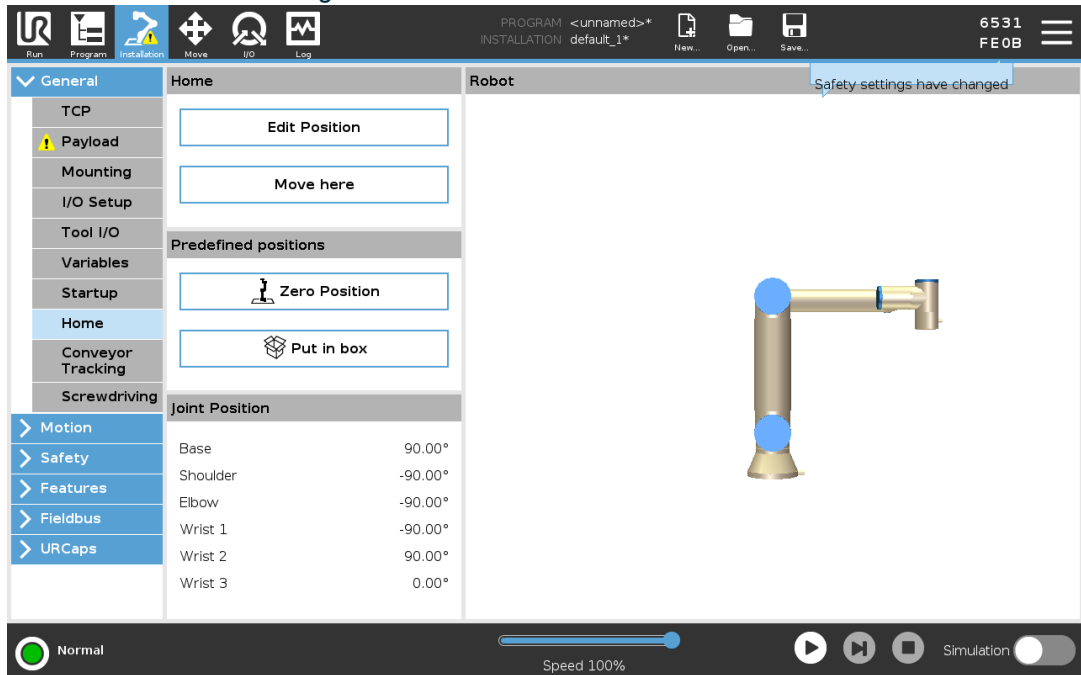 PROGRAM <unnamed>*
INSTALLATION default_1*
6531
FE0B
UR
Run
Program
Installation
Move
I/O
Log
New...
Open...
Save...
General
TCP
Payload
Mounting
I/O Setup
Tool I/O
Variables
Startup
Home
Conveyor
Tracking
Screwdriving
Motion
Safety
Features
Fieldbus
URCaps
Home
Edit Position
Move here
Predefined positions
Zero Position
Put in box
Joint Position
Base 90.00°
Shoulder -90.00°
Elbow -90.00°
Wrist 1 -90.00°
Wrist 2 90.00°
Wrist 3 0.00°
Robot
Safety settings have changed
Normal
Speed 100%
Simulation